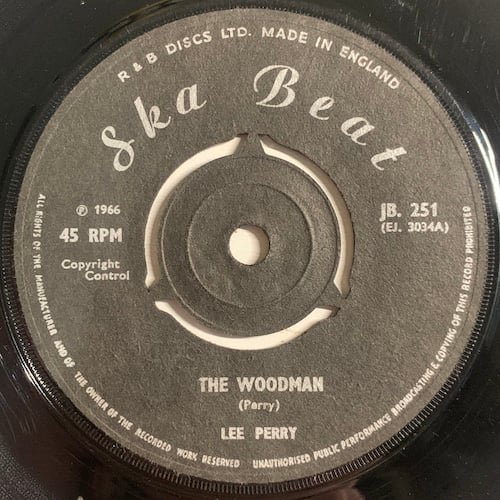 R & B DISCS LTD. MADE IN ENGLAND
Ska Beat
℗ 1966
45 RPM
Copyright
Control
JB. 251
(EJ. 3034A)
THE WOODMAN
(Perry)
LEE PERRY
ALL RIGHTS OF THE MANUFACTURER AND OF THE OWNER OF THE RECORDED WORK RESERVED UNAUTHORISED PUBLIC PERFORMANCE BROADCASTING & COPYING OF THIS RECORD PROHIBITED